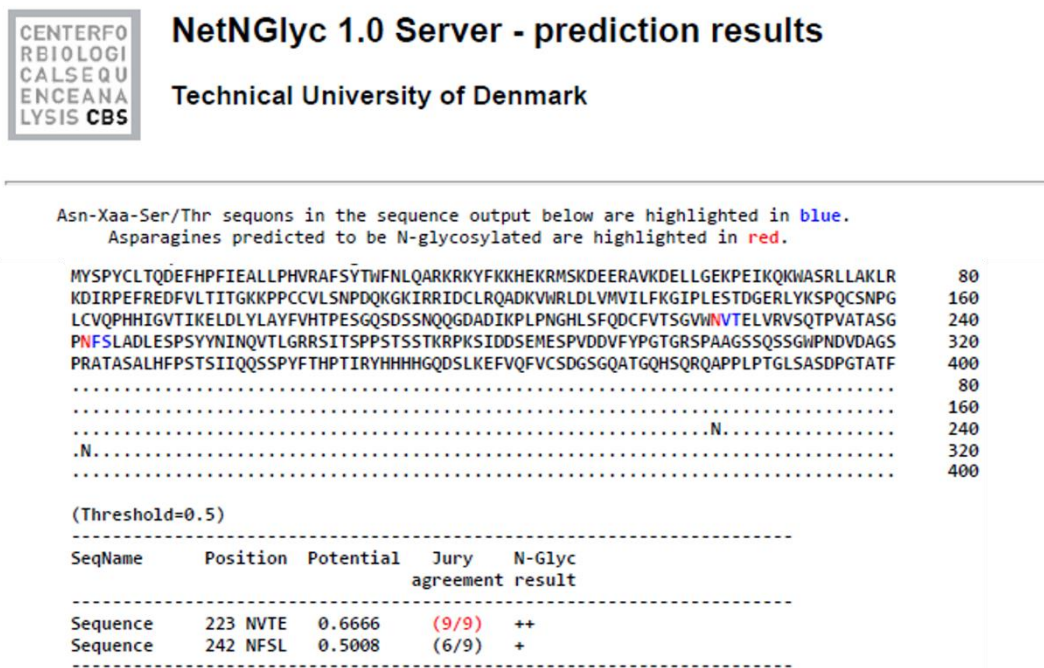 CENTERFO
RBIOLOGI
CALSEQU
ENCEANA
LYSIS CBS
NetNGlyc 1.0 Server - prediction results
Technical University of Denmark
Asn-Xaa-Ser/Thr sequons in the sequence output below are highlighted in blue.
Asparagines predicted to be N-glycosylated are highlighted in red.
MYSPYCLTQDEFHPFIEALLPHVRAFSYTWFNLQARKRKYFKKHEKRMSKDEERAVKDELLGEKPEIKQKWASRLLAKLR 80
KDIRPEFREDFVLTITGKKPPCCVLSNPDQKGKIRRIDCLRQADKVWRLDLVMVILFKGIPLESTDGERLYKSPQCSNPG 160
LCVQPHHIGVTIKELDLYLAYFVHTPESGQSDSSNQQGDADIKPLPNGHLSFQDCFVTSGVWNVTELVRVSQTPVATASG 240
PNFSLADLESPSYYNINQVTLGRRSITSPPSTSSTKRPKSIDDSEMESPVDDVFYPGTGRSPAAGSSQSSGWPNDVDAGS 320
PRATASALHFPSTSIIQQSSPYFTHPTIRYHHHHGQDSLKEFVQFVCSDGSGQATGQHSQRQAPPLPTGLSASDPGTATF 400
................................................................................ 80
................................................................................ 160
..............................................................N................. 240
.N.............................................................................. 320
................................................................................ 400
(Threshold=0.5)
----------------------------------------------------------------------
SeqName Position Potential Jury N-Glyc
agreement result
----------------------------------------------------------------------
Sequence 223 NVTE 0.6666 (9/9) ++
Sequence 242 NFSL 0.5008 (6/9) +
----------------------------------------------------------------------